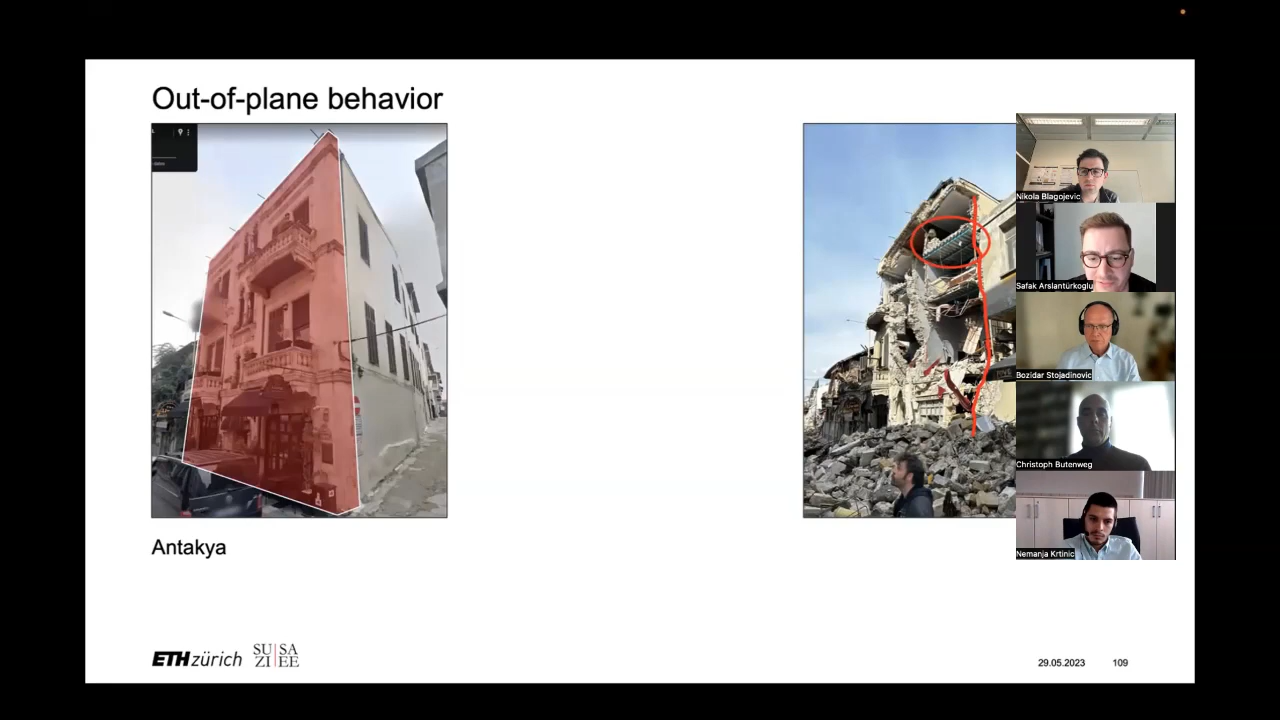 Out-of-plane behavior
Nikola Blagojevic
Safak Arslantürkoglu
Bozidar Stojadinovic
Christoph Butenweg
Nemanja Krtinic
Antakya
ETH zürich
SU|SA
ZI|EE
29.05.2023
109